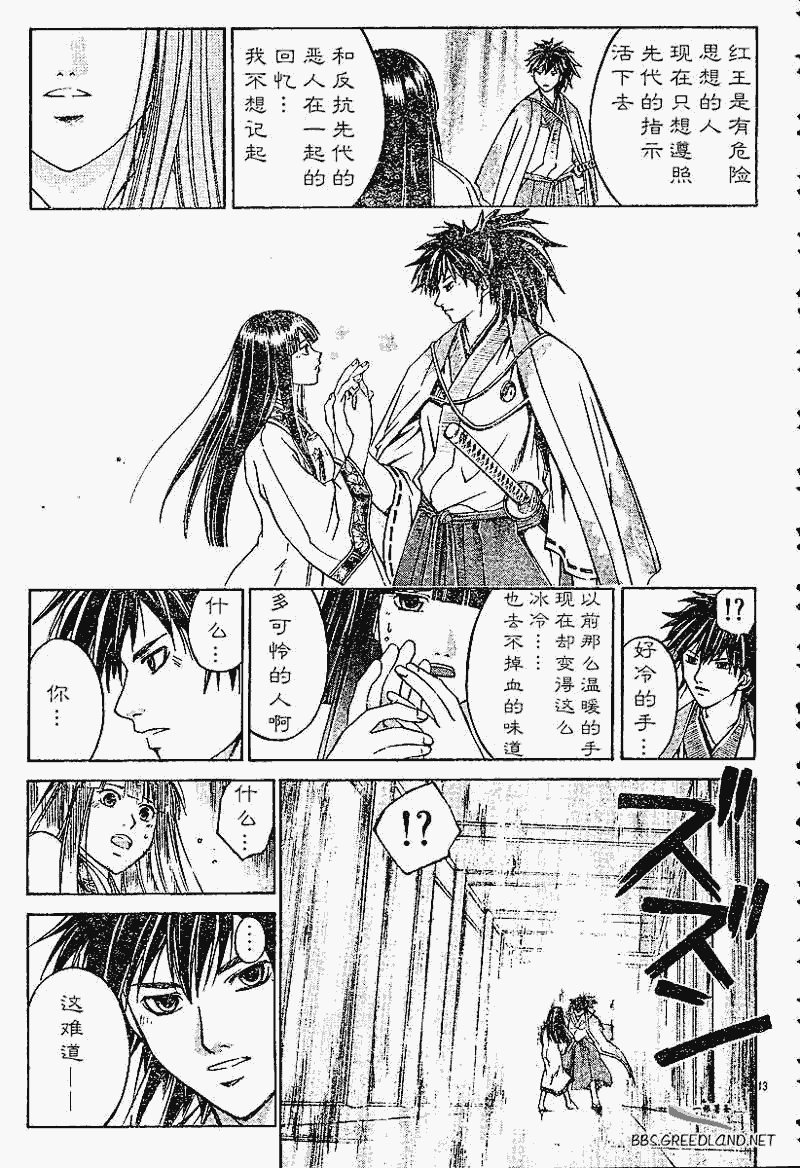 红王是有危险
思想的人
现在只想遵照
先代的指示
活下去
和反抗先代的
恶人在一起的
回忆…
我不想记起
!?
好冷的手…
以前那么温暖的手
现在却变得这么
冰冷……
也去不掉血的味道
多可怜的人啊
什么…
你…
ズズン
!?
什么…
…
这难道——
13
BBS.GREEDLAND.NET